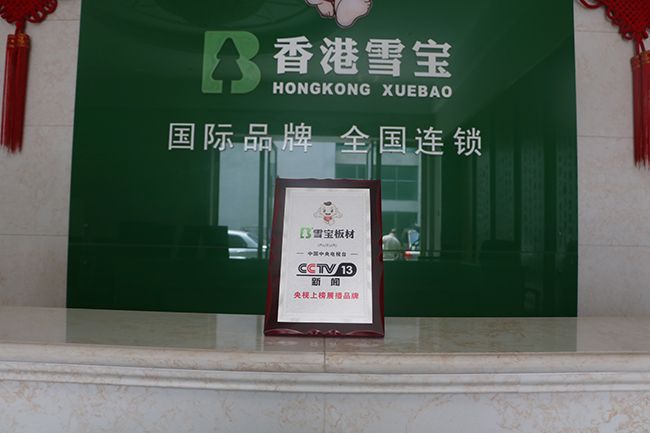 香港雪宝
HONGKONG XUEBAO
国际品牌 全国连锁
雪宝板材
中国中央电视台
CCTV 13
新闻
央视上榜展播品牌